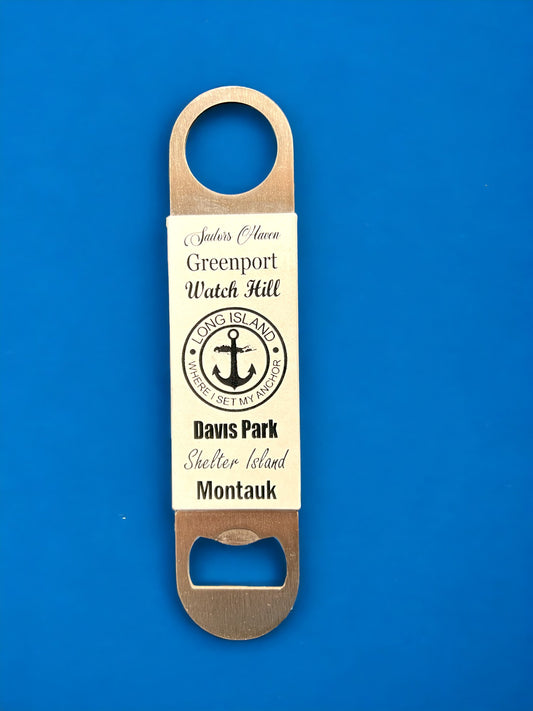 Sailors Haven
Greenport
Watch Hill
LONG ISLAND
• WHERE I SET MY ANCHOR •
Davis Park
Shelter Island
Montauk